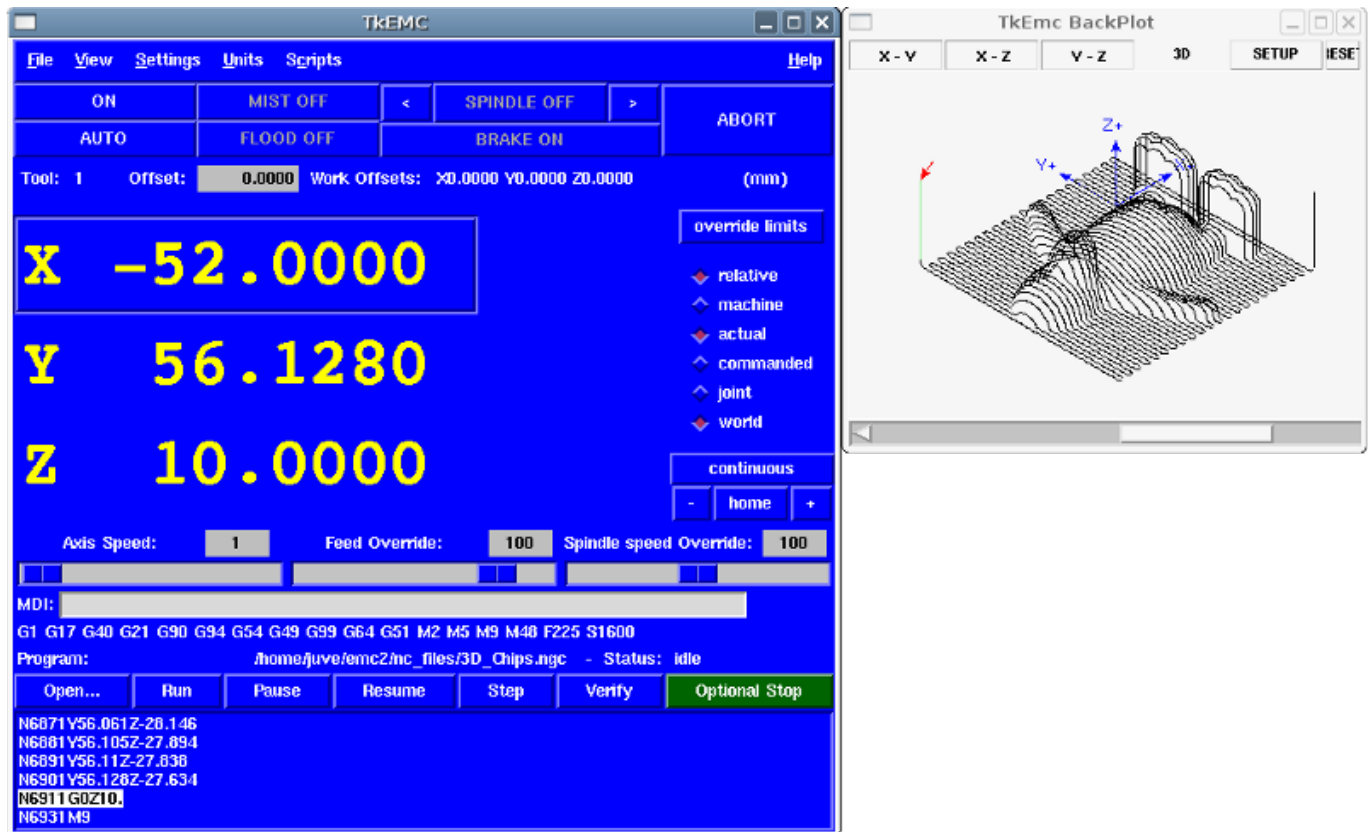 TkEMC
File View Settings Units Scripts Help
ON MIST OFF < SPINDLE OFF > ABORT
AUTO FLOOD OFF BRAKE ON
Tool: 1 Offset: 0.0000 Work Offsets: X0.0000 Y0.0000 Z0.0000 (mm)
override limits
X -52.0000
relative
machine
actual
Y 56.1280
commanded
joint
world
Z 10.0000
continuous
- home +
Axis Speed: 1 Feed Override: 100 Spindle speed Override: 100
MDI:
G1 G17 G40 G21 G90 G94 G54 G49 G99 G64 G51 M2 M5 M9 M48 F225 S1600
Program: /home/juve/emc2/nc_files/3D_Chips.ngc - Status: idle
Open... Run Pause Resume Step Verify Optional Stop
N6871Y56.061Z-28.146
N6881Y56.105Z-27.894
N6891Y56.11Z-27.838
N6901Y56.128Z-27.634
N6911G0Z10.
N6931M9
TkEmc BackPlot
X - Y X - Z Y - Z 3D SETUP RESE
Z+
Y+